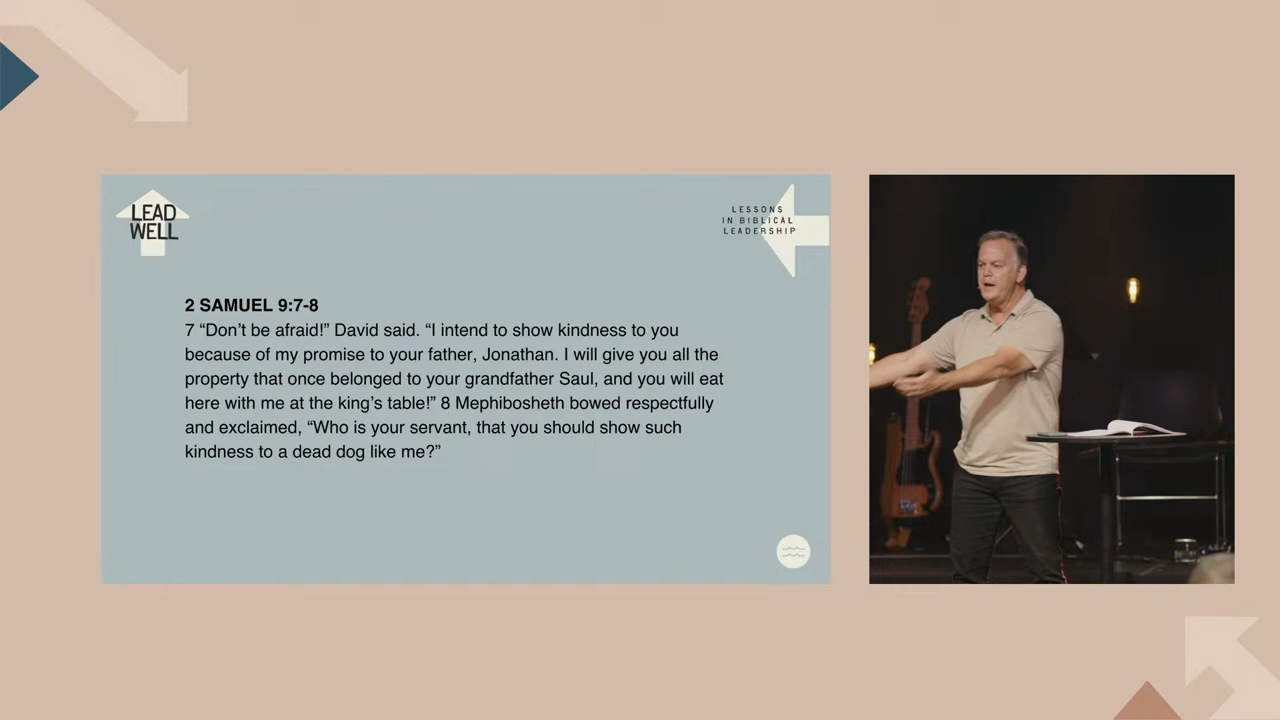 LEAD
WELL
LESSONS
IN BIBLICAL
LEADERSHIP
2 SAMUEL 9:7-8
7 “Don’t be afraid!” David said. “I intend to show kindness to you
because of my promise to your father, Jonathan. I will give you all the
property that once belonged to your grandfather Saul, and you will eat
here with me at the king’s table!” 8 Mephibosheth bowed respectfully
and exclaimed, “Who is your servant, that you should show such
kindness to a dead dog like me?”